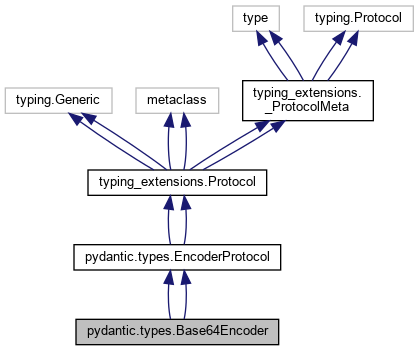 type
typing.Protocol
typing.Generic
metaclass
typing_extensions.
_ProtocolMeta
typing_extensions.Protocol
pydantic.types.EncoderProtocol
pydantic.types.Base64Encoder